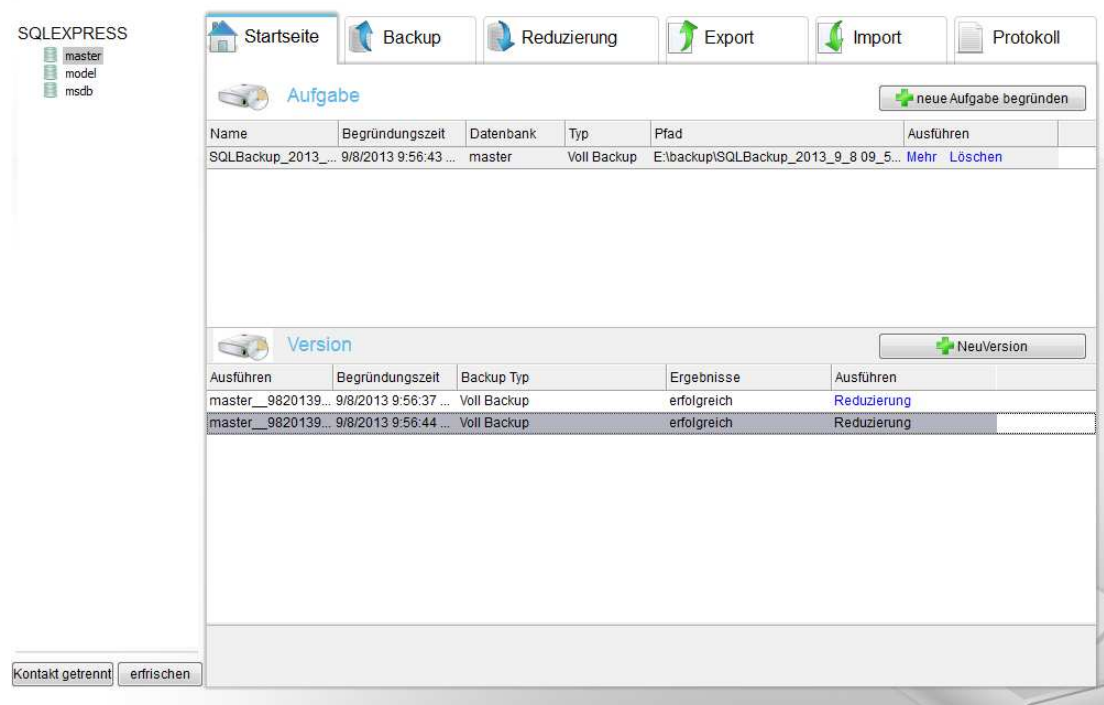 SQLEXPRESS
master
model
msdb
Startseite
Backup
Reduzierung
Export
Import
Protokoll
Aufgabe
neue Aufgabe begründen
Name Begründungszeit Datenbank Typ Pfad Ausführen
SQLBackup_2013_... 9/8/2013 9:56:43 ... master Voll Backup E:\backup\SQLBackup_2013_9_8 09_5... Mehr Löschen
Version
NeuVersion
Ausführen Begründungszeit Backup Typ Ergebnisse Ausführen
master__9820139... 9/8/2013 9:56:37 ... Voll Backup erfolgreich Reduzierung
master__9820139... 9/8/2013 9:56:44 ... Voll Backup erfolgreich Reduzierung
Kontakt getrennt
erfrischen